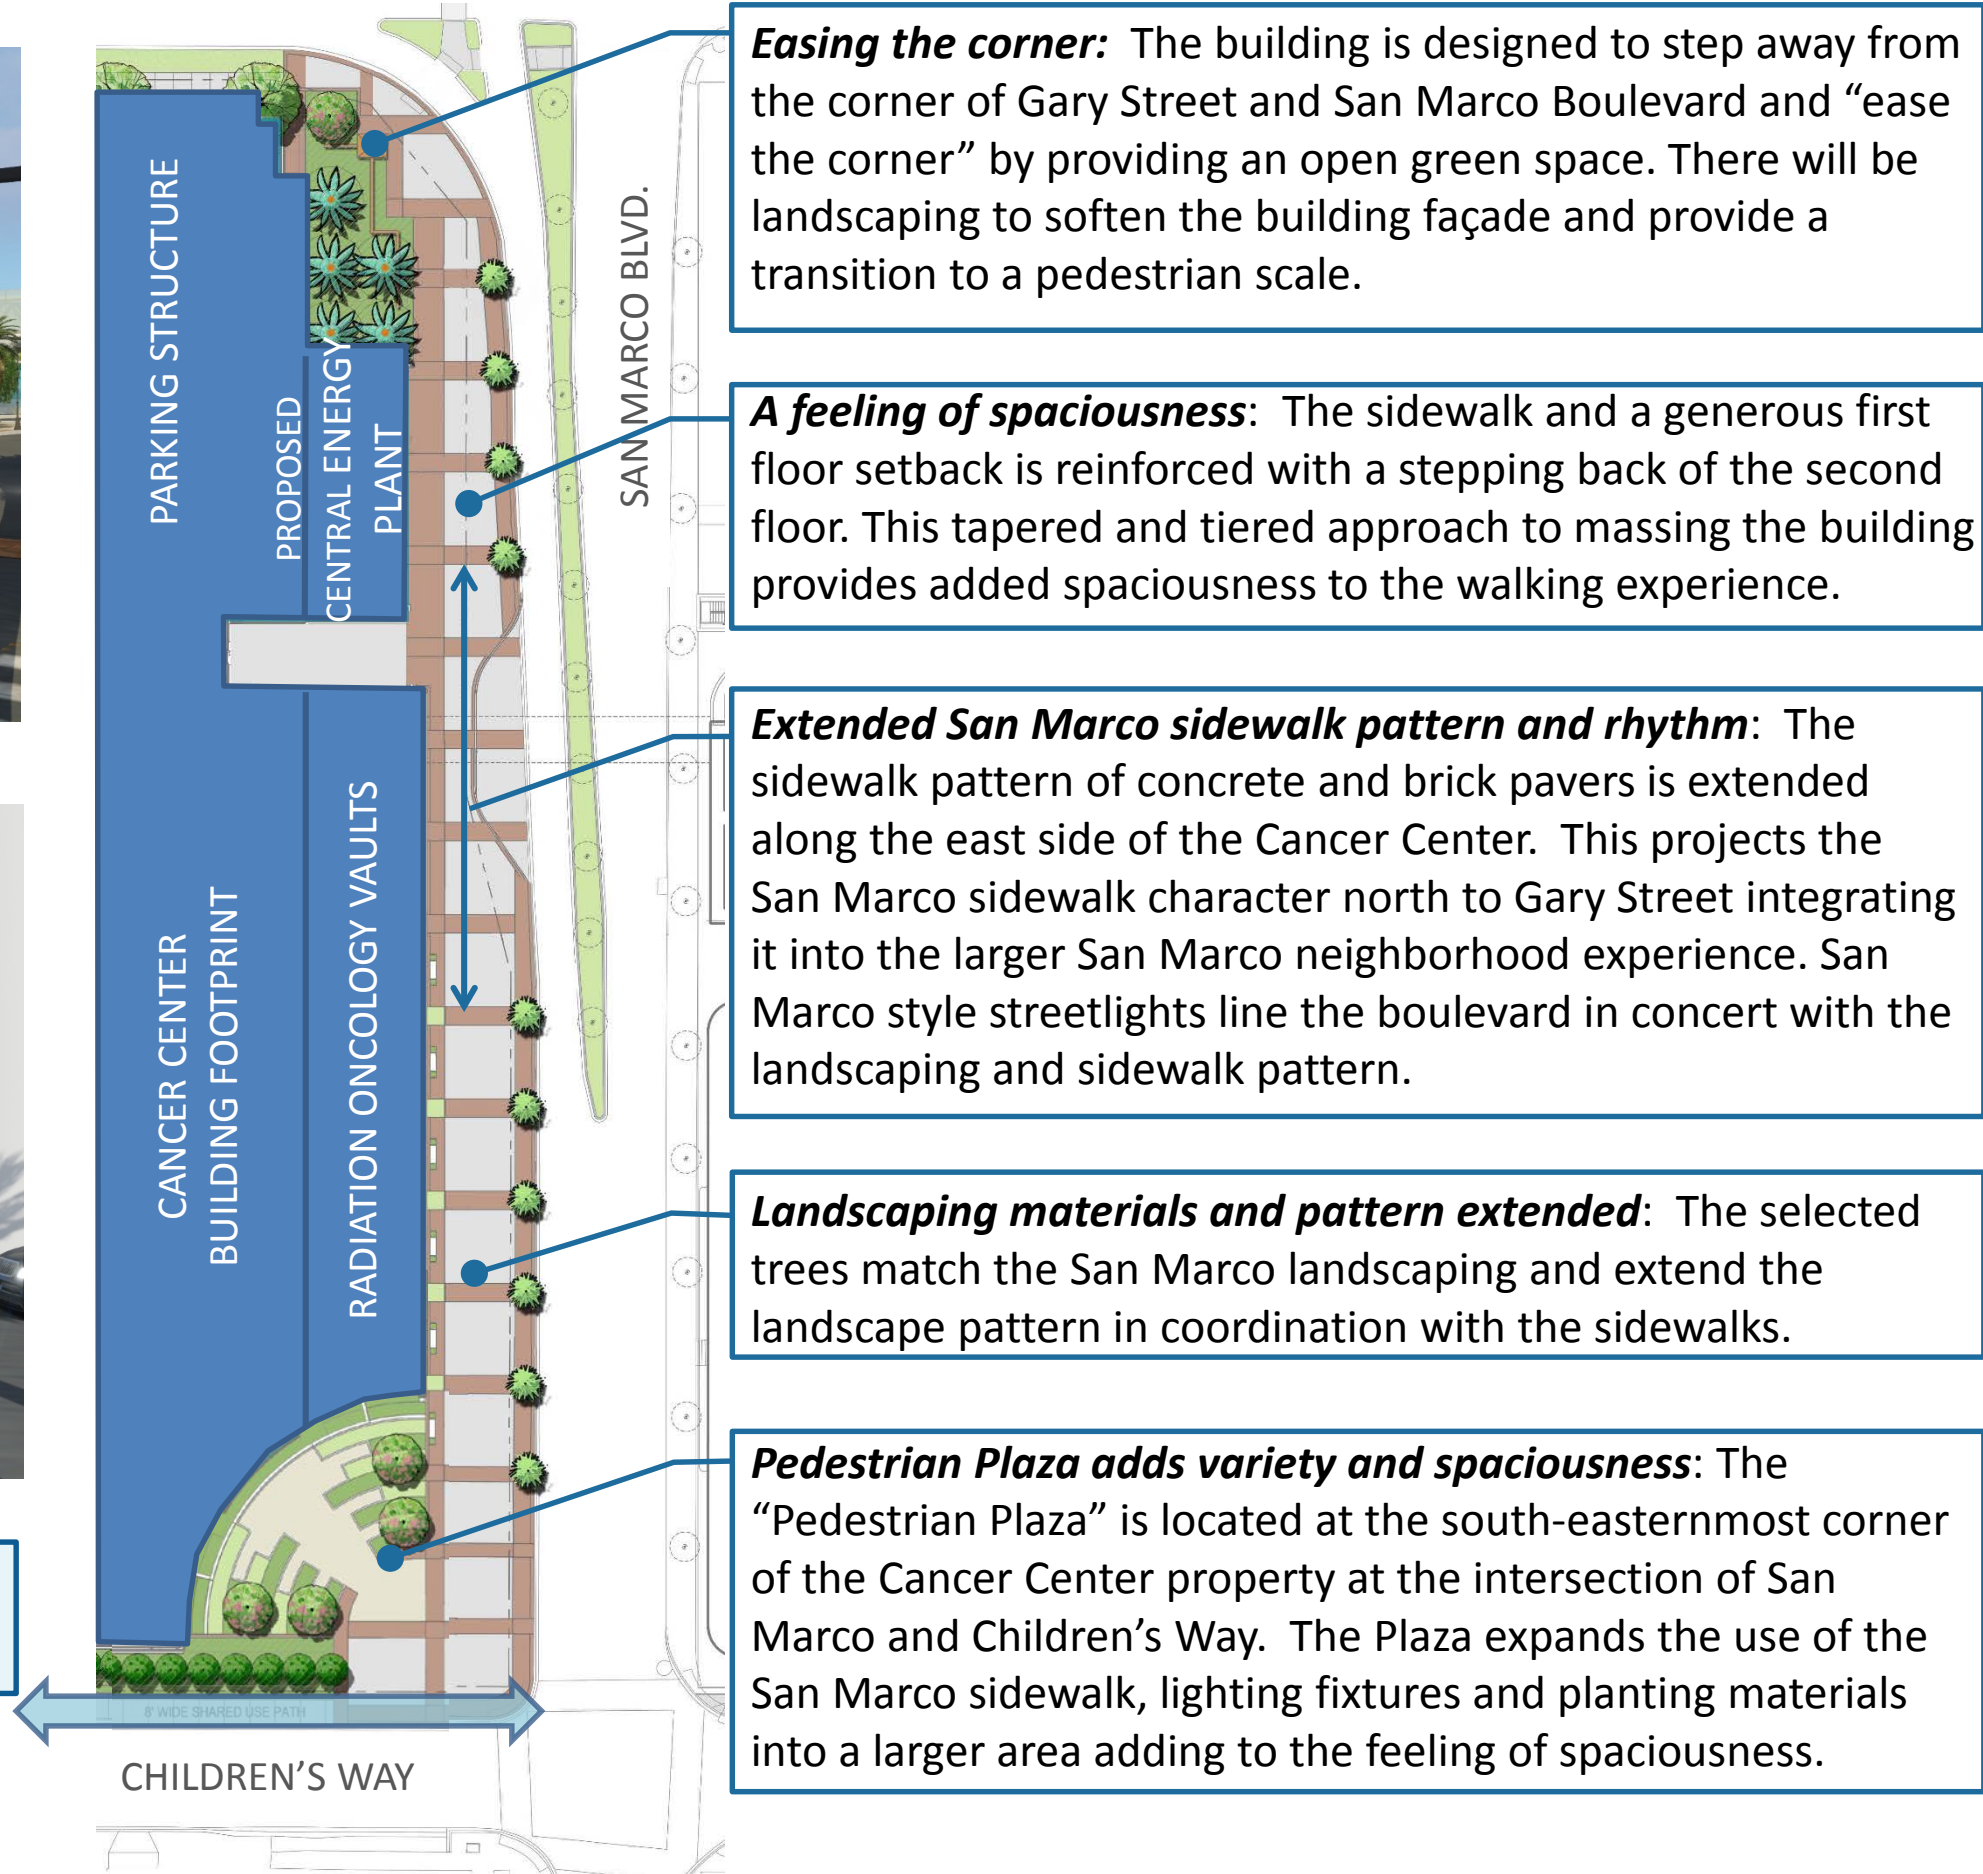 Easing the corner:  The building is designed to step away from
the corner of Gary Street and San Marco Boulevard and “ease
the corner” by providing an open green space. There will be
landscaping to soften the building façade and provide a
transition to a pedestrian scale.
A feeling of spaciousness:  The sidewalk and a generous first
floor setback is reinforced with a stepping back of the second
floor. This tapered and tiered approach to massing the building
provides added spaciousness to the walking experience.
Extended San Marco sidewalk pattern and rhythm:  The
sidewalk pattern of concrete and brick pavers is extended
along the east side of the Cancer Center.  This projects the
San Marco sidewalk character north to Gary Street integrating
it into the larger San Marco neighborhood experience. San
Marco style streetlights line the boulevard in concert with the
landscaping and sidewalk pattern.
Landscaping materials and pattern extended:  The selected
trees match the San Marco landscaping and extend the
landscape pattern in coordination with the sidewalks.
Pedestrian Plaza adds variety and spaciousness: The
“Pedestrian Plaza” is located at the south-easternmost corner
of the Cancer Center property at the intersection of San
Marco and Children’s Way.  The Plaza expands the use of the
San Marco sidewalk, lighting fixtures and planting materials
into a larger area adding to the feeling of spaciousness.
PARKING STRUCTURE
PROPOSED
CENTRAL ENERGY
PLANT
SAN MARCO BLVD.
CANCER CENTER
BUILDING FOOTPRINT
RADIATION ONCOLOGY VAULTS
8' WIDE SHARED USE PATH
CHILDREN’S WAY